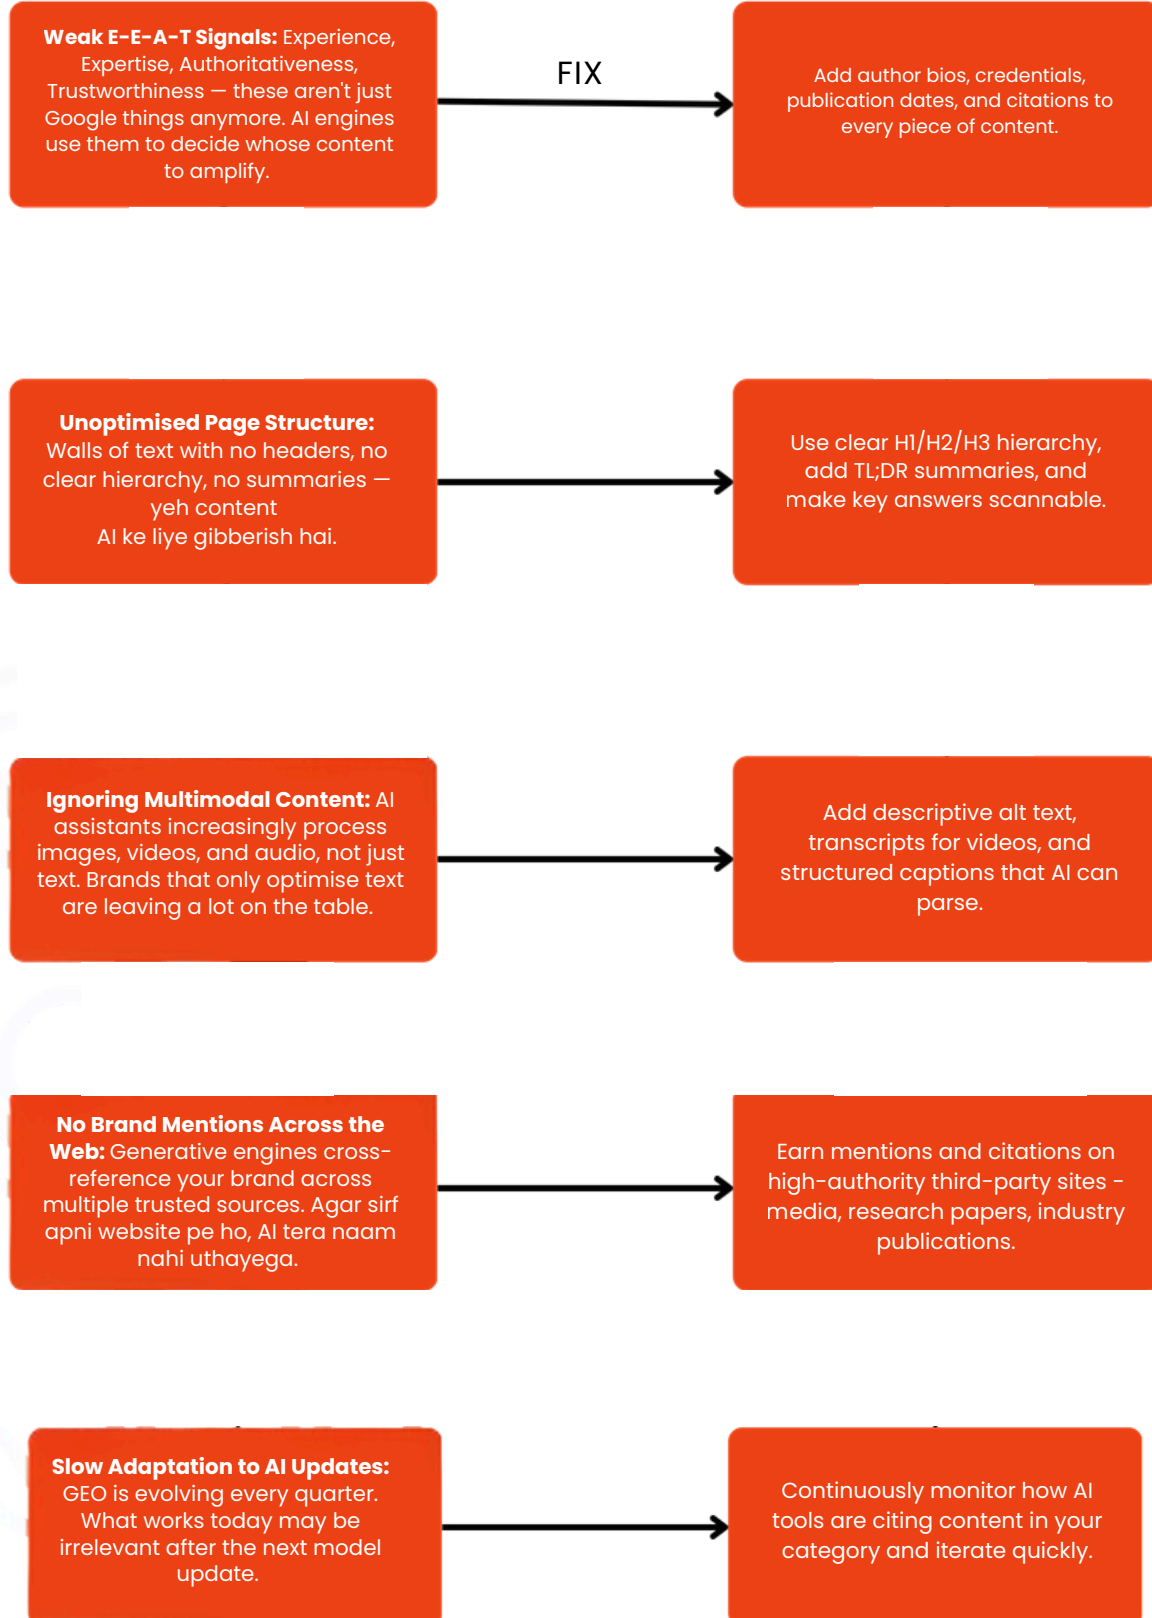 Weak E-E-A-T Signals: Experience,
Expertise, Authoritativeness,
Trustworthiness — these aren't just
Google things anymore. AI engines
use them to decide whose content
to amplify.
FIX
Add author bios, credentials,
publication dates, and citations to
every piece of content.
Unoptimised Page Structure:
Walls of text with no headers, no
clear hierarchy, no summaries —
yeh content
AI ke liye gibberish hai.
Use clear H1/H2/H3 hierarchy,
add TL;DR summaries, and
make key answers scannable.
Ignoring Multimodal Content: AI
assistants increasingly process
images, videos, and audio, not just
text. Brands that only optimise text
are leaving a lot on the table.
Add descriptive alt text,
transcripts for videos, and
structured captions that AI can
parse.
No Brand Mentions Across the
Web: Generative engines cross-
reference your brand across
multiple trusted sources. Agar sirf
apni website pe ho, AI tera naam
nahi uthayega.
Earn mentions and citations on
high-authority third-party sites -
media, research papers, industry
publications.
Slow Adaptation to AI Updates:
GEO is evolving every quarter.
What works today may be
irrelevant after the next model
update.
Continuously monitor how AI
tools are citing content in your
category and iterate quickly.